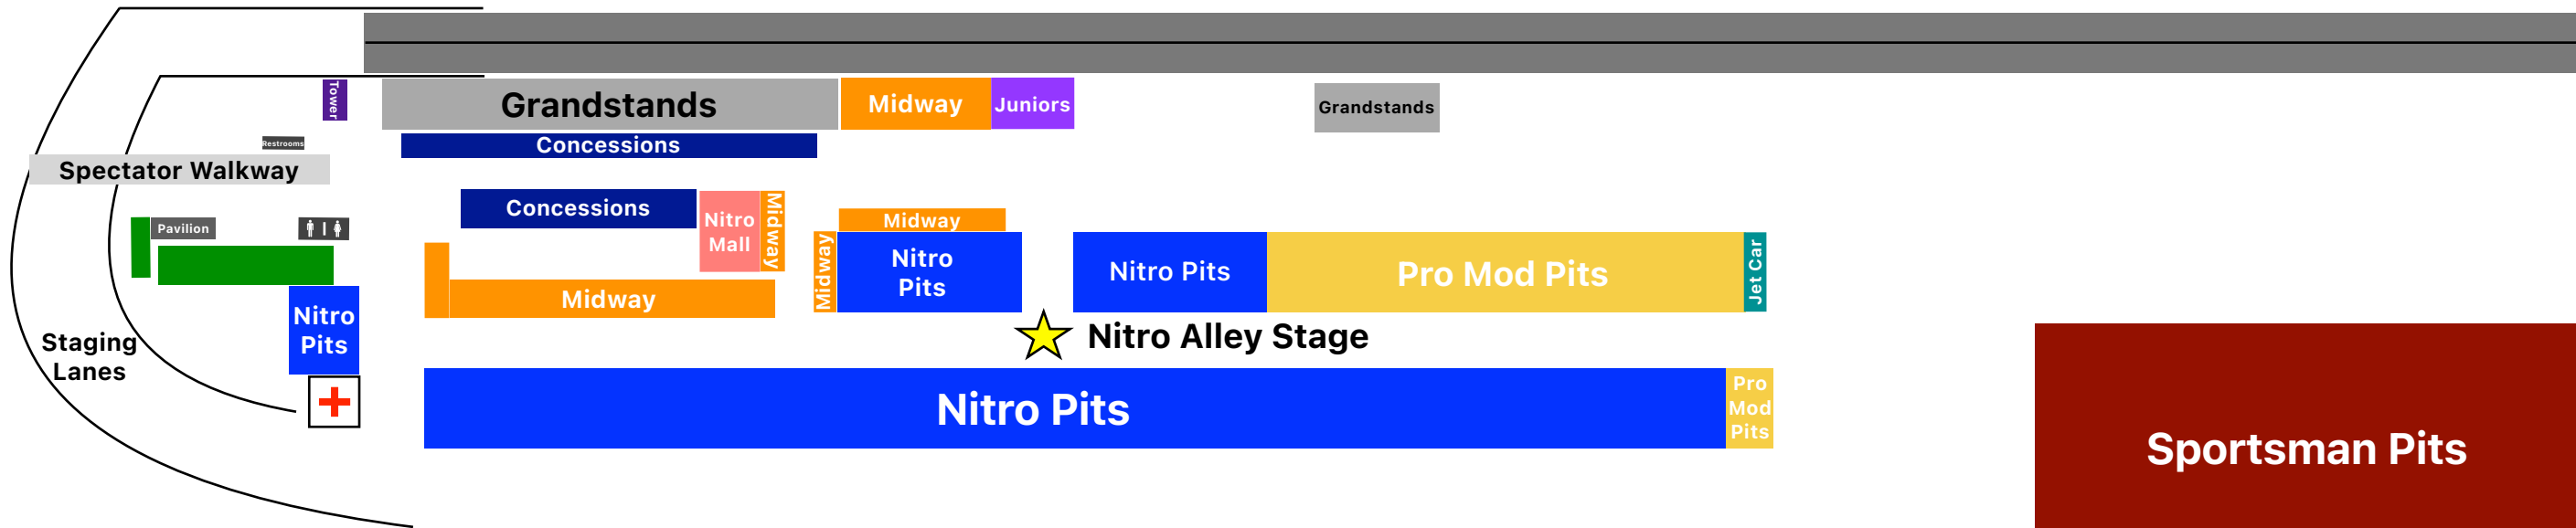 Tower
Grandstands
Midway
Juniors
Grandstands
Concessions
Restrooms
Spectator Walkway
Concessions
Nitro
Mall
Midway
Midway
Pavilion
Midway
Nitro
Pits
Nitro Pits
Pro Mod Pits
Jet Car
Midway
Nitro
Pits
Staging
Lanes
Nitro Alley Stage
Nitro Pits
Pro
Mod
Pits
Sportsman Pits